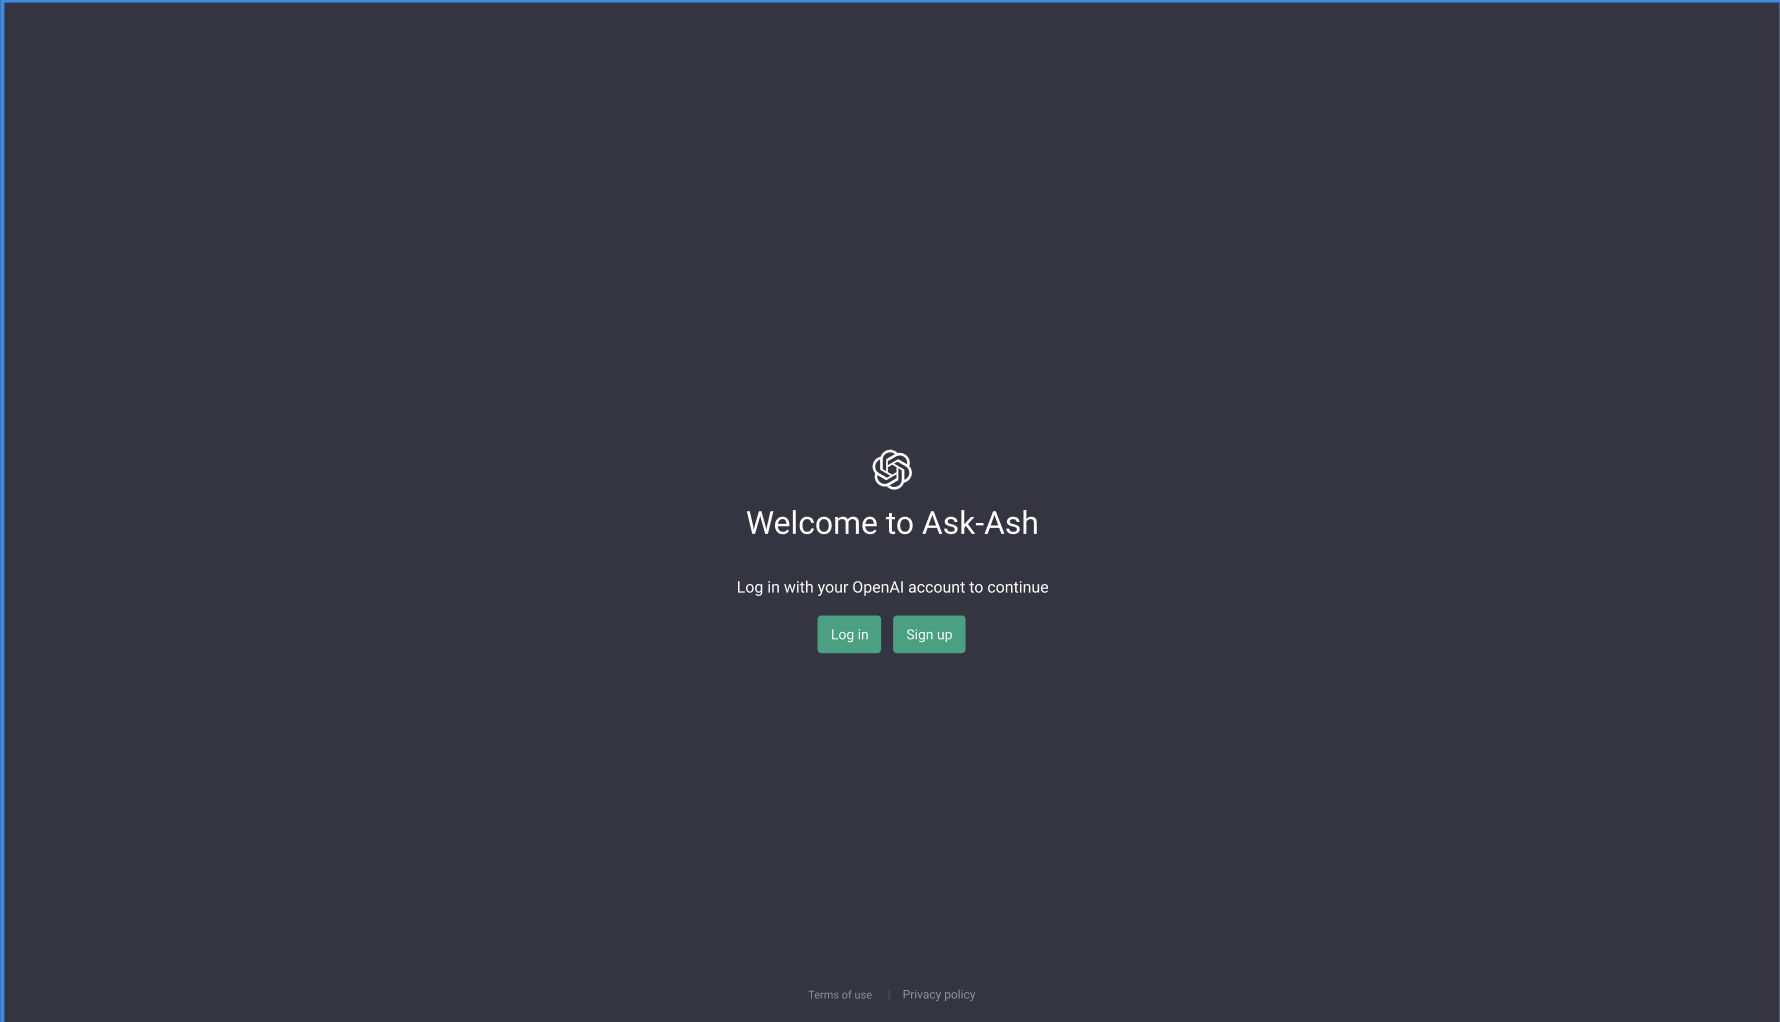 Welcome to Ask-Ash
Log in with your OpenAI account to continue
Log in
Sign up
Terms of use | Privacy policy